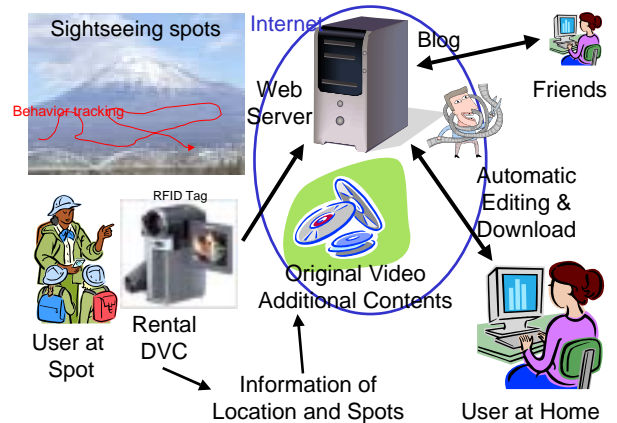 Sightseeing spots
Internet
Blog
Friends
Behavior tracking
Web
Server
RFID Tag
Automatic
Editing &
Download
Original Video
Additional Contents
User at
Spot
Rental
DVC
Information of
Location and Spots
User at Home